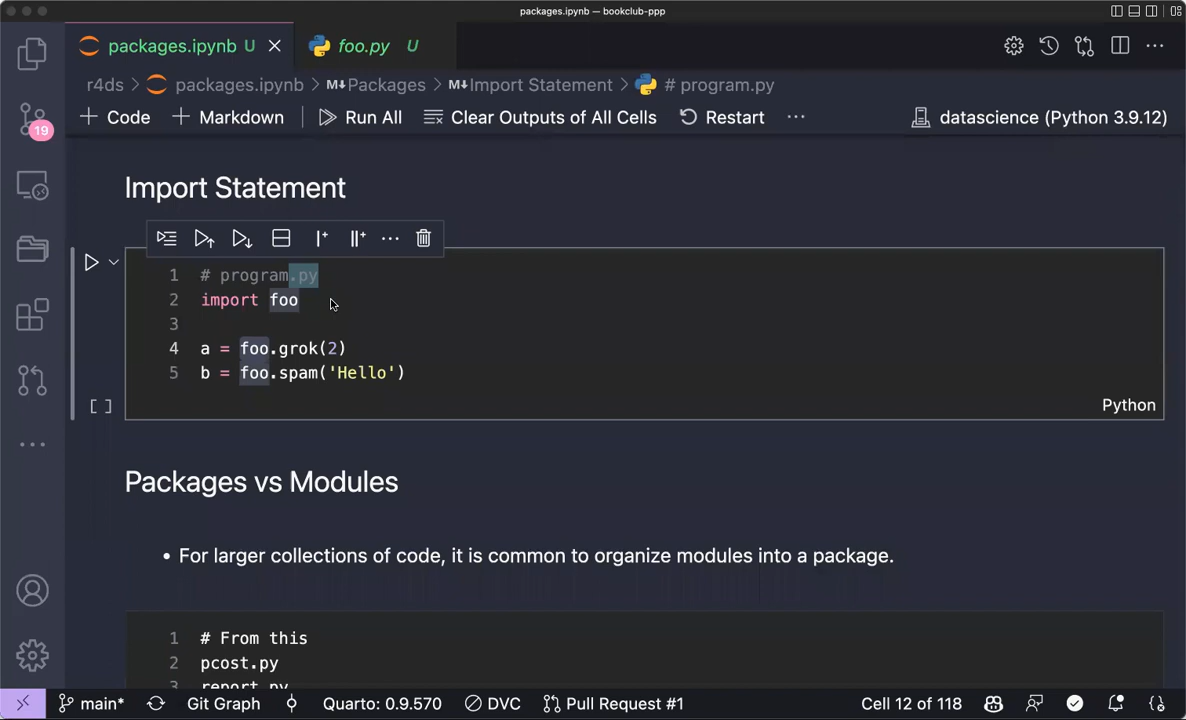 packages.ipynb — bookclub-ppp
packages.ipynb U
foo.py U
r4ds > packages.ipynb > M↓Packages > M↓Import Statement > # program.py
+ Code + Markdown Run All Clear Outputs of All Cells Restart ... datascience (Python 3.9.12)
19
Import Statement
1 # program.py
2 import foo
3
4 a = foo.grok(2)
5 b = foo.spam('Hello')
[ ]
Python
Packages vs Modules
• For larger collections of code, it is common to organize modules into a package.
1 # From this
2 pcost.py
3 report.py
main* Git Graph Quarto: 0.9.570 DVC Pull Request #1 Cell 12 of 118